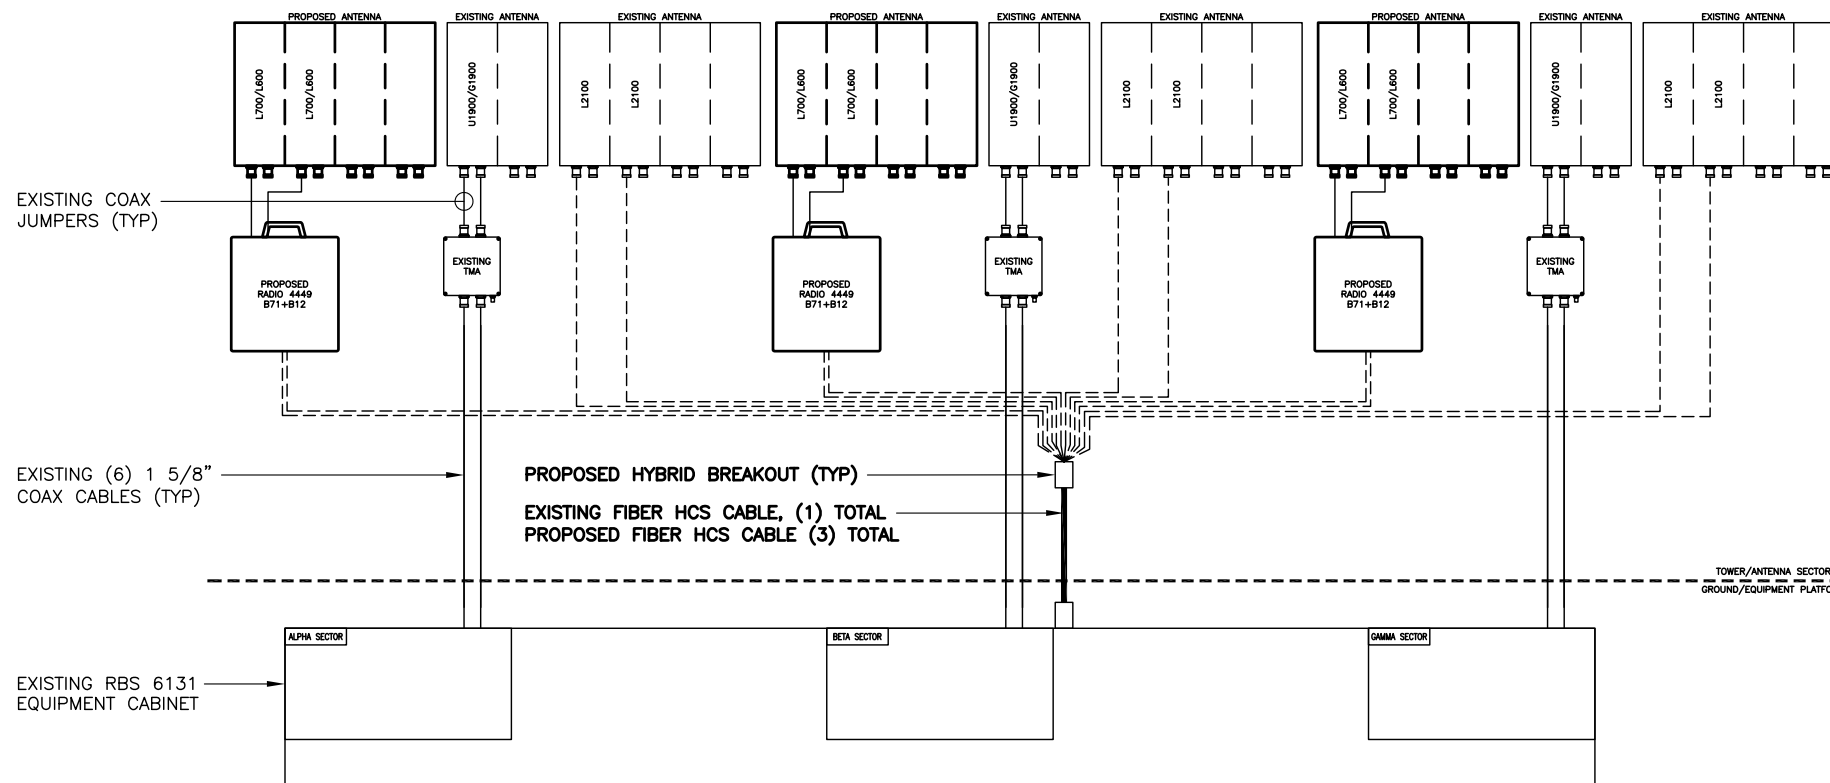 PROPOSED ANTENNA
EXISTING ANTENNA
EXISTING ANTENNA
PROPOSED ANTENNA
EXISTING ANTENNA
EXISTING ANTENNA
PROPOSED ANTENNA
EXISTING ANTENNA
EXISTING ANTENNA
L700/L600
L700/L600
U1900/G1900
L2100
L2100
L700/L600
L700/L600
U1900/G1900
L2100
L2100
L700/L600
L700/L600
U1900/G1900
L2100
L2100
EXISTING COAX
JUMPERS (TYP)
PROPOSED
RADIO 4449
B71+B12
EXISTING
TMA
PROPOSED
RADIO 4449
B71+B12
EXISTING
TMA
PROPOSED
RADIO 4449
B71+B12
EXISTING
TMA
EXISTING (6) 1 5/8"
COAX CABLES (TYP)
PROPOSED HYBRID BREAKOUT (TYP)
EXISTING FIBER HCS CABLE, (1) TOTAL
PROPOSED FIBER HCS CABLE (3) TOTAL
TOWER/ANTENNA SECTOR
GROUND/EQUIPMENT PLATFO
ALPHA SECTOR
BETA SECTOR
GAMMA SECTOR
EXISTING RBS 6131
EQUIPMENT CABINET